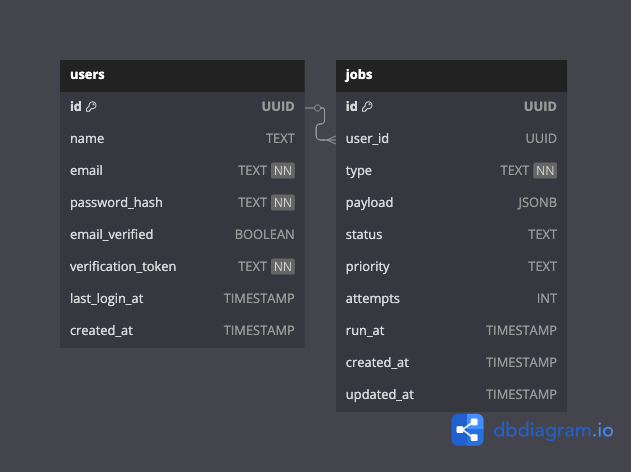 users
id UUID
name TEXT
email TEXT NN
password_hash TEXT NN
email_verified BOOLEAN
verification_token TEXT NN
last_login_at TIMESTAMP
created_at TIMESTAMP
jobs
id UUID
user_id UUID
type TEXT NN
payload JSONB
status TEXT
priority TEXT
attempts INT
run_at TIMESTAMP
created_at TIMESTAMP
updated_at TIMESTAMP
dbdiagram.io